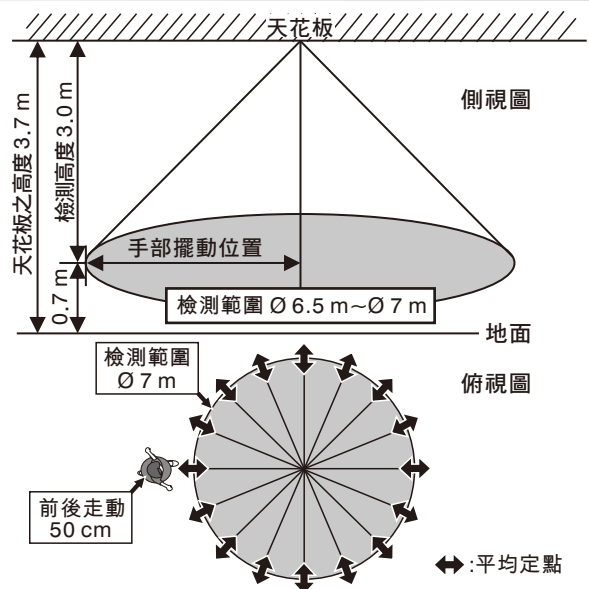 天花板
側視圖
天花板之高度3.7 m
檢測高度3.0 m
0.7 m
手部擺動位置
檢測範圍 Ø 6.5 m~Ø 7 m
地面
檢測範圍
Ø 7 m
俯視圖
前後走動
50 cm
:平均定點